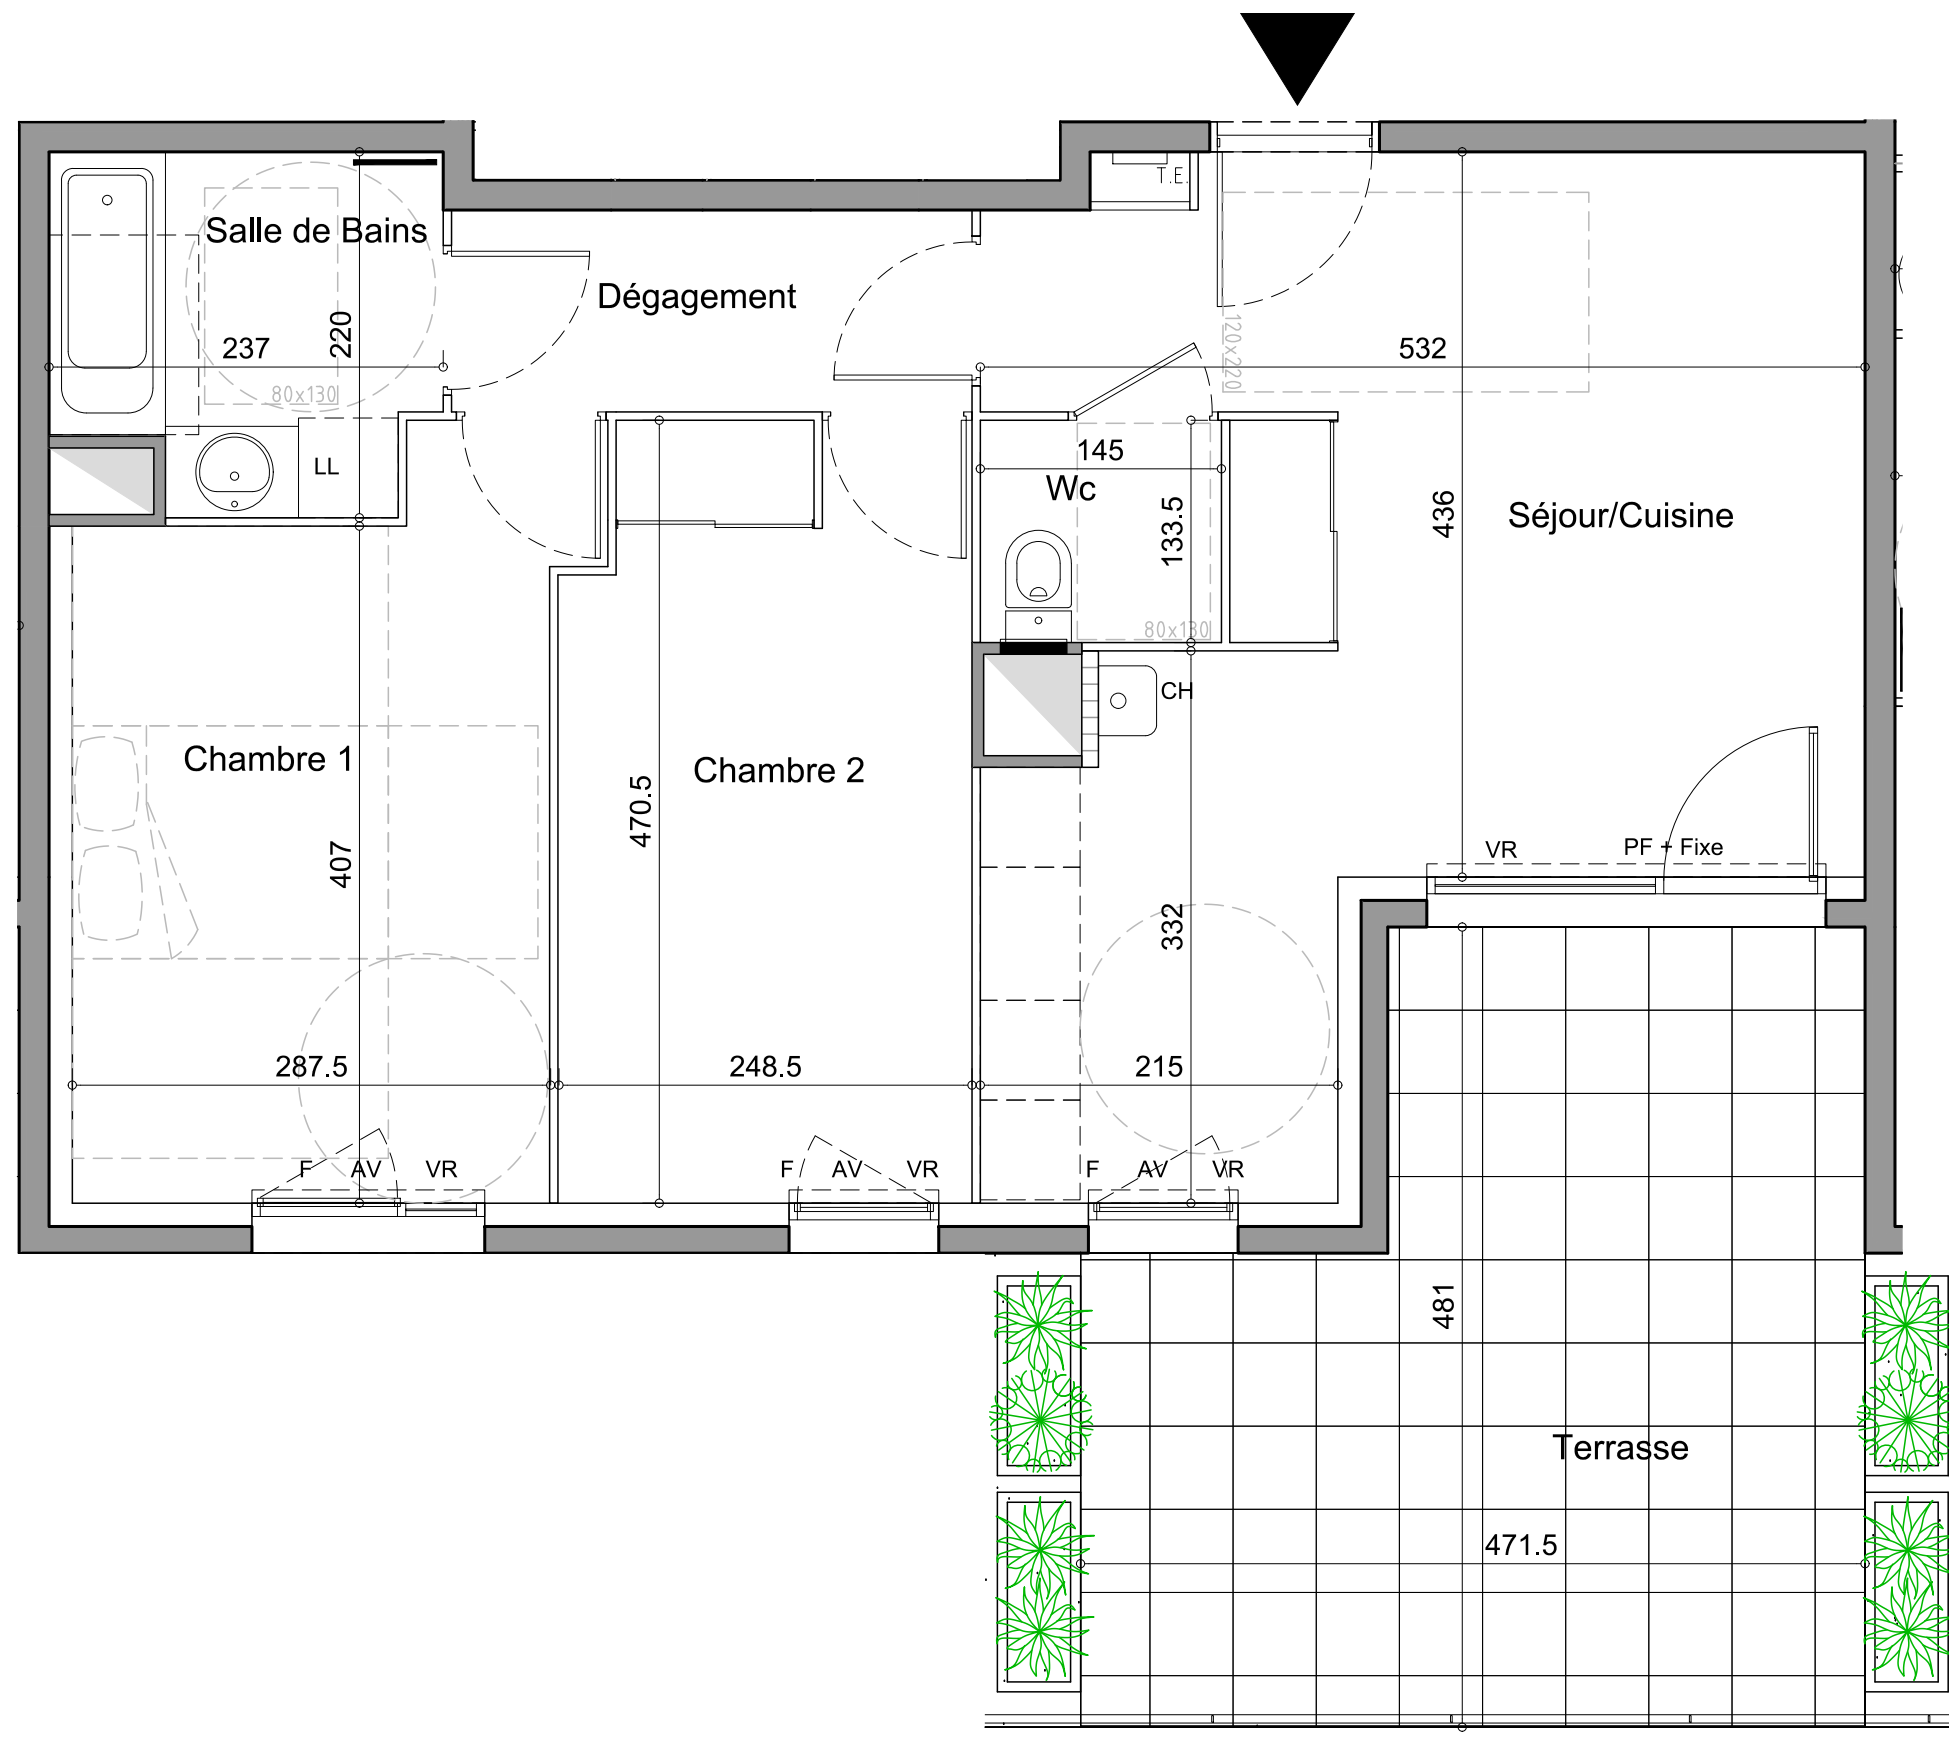 T.E.
Salle de Bains
Dégagement
120x220
220
237
532
80x130
145
LL
Wc
436
133.5
Séjour/Cuisine
80x130
CH
Chambre 1
Chambre 2
470.5
407
VR
PF + Fixe
332
287.5
248.5
215
F AV VR
F AV VR
F AV VR
481
Terrasse
471.5